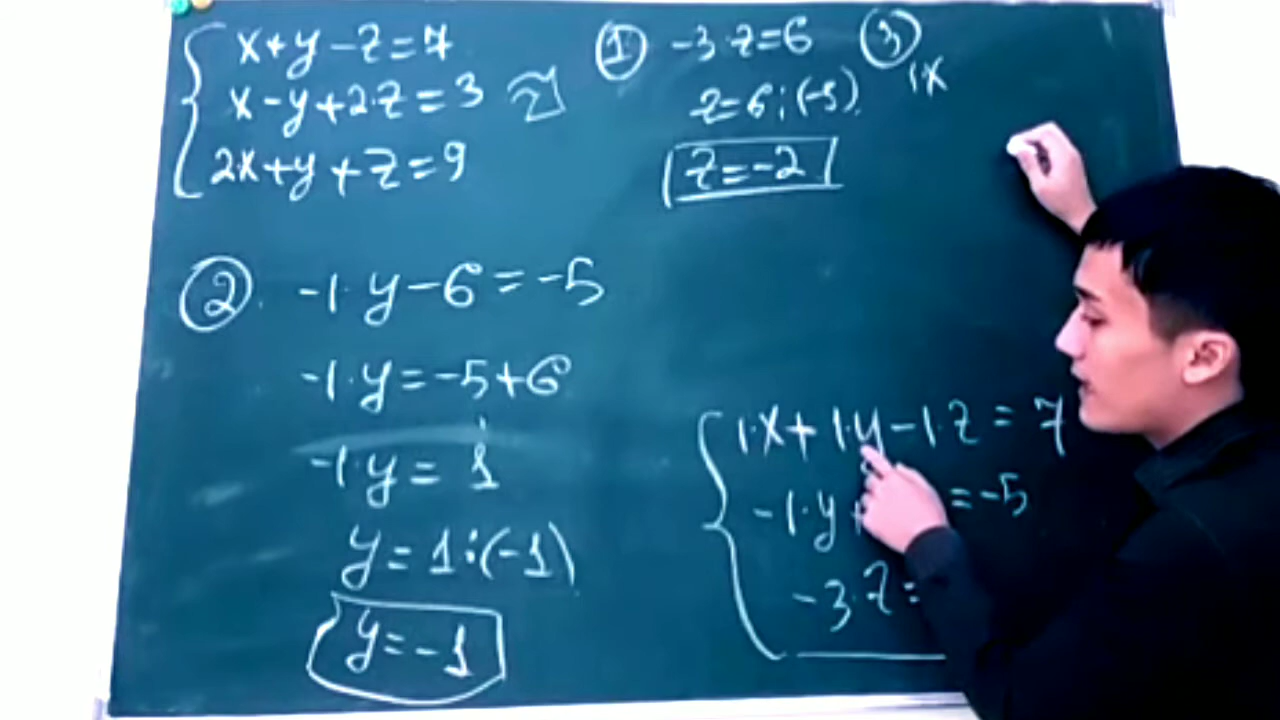 x+y-z=7
x-y+2·z=3
2x+y+z=9
① -3·z=6
z=6:(-3)
z=-2
③
1·x
②. -1·y-6=-5
-1·y=-5+6
-1·y=1
y=1:(-1)
y=-1
1·x+1·y-1·z=7
-1·y+ =-5
-3·z=